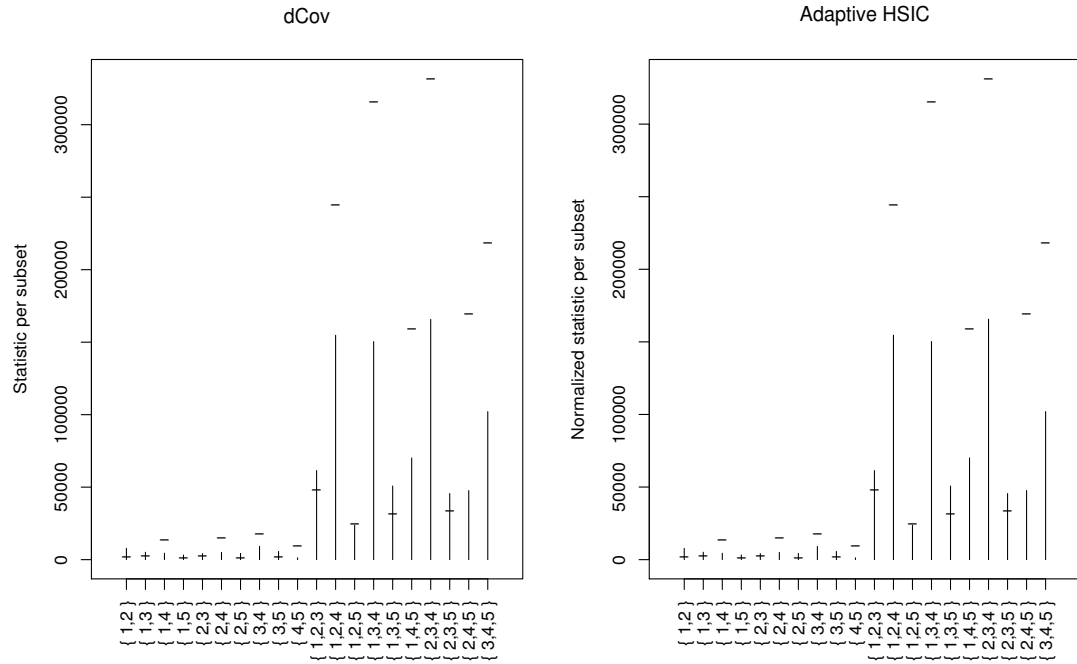 dCov
Statistic per subset
300000
200000
100000
50000
0
{ 1,2 }
{ 1,3 }
{ 1,4 }
{ 1,5 }
{ 2,3 }
{ 2,4 }
{ 2,5 }
{ 3,4 }
{ 3,5 }
{ 4,5 }
{ 1,2,3 }
{ 1,2,4 }
{ 1,2,5 }
{ 1,3,4 }
{ 1,3,5 }
{ 1,4,5 }
{ 2,3,4 }
{ 2,3,5 }
{ 2,4,5 }
{ 3,4,5 }
Adaptive HSIC
Normalized statistic per subset
300000
200000
100000
50000
0
{ 1,2 }
{ 1,3 }
{ 1,4 }
{ 1,5 }
{ 2,3 }
{ 2,4 }
{ 2,5 }
{ 3,4 }
{ 3,5 }
{ 4,5 }
{ 1,2,3 }
{ 1,2,4 }
{ 1,2,5 }
{ 1,3,4 }
{ 1,3,5 }
{ 1,4,5 }
{ 2,3,4 }
{ 2,3,5 }
{ 2,4,5 }
{ 3,4,5 }